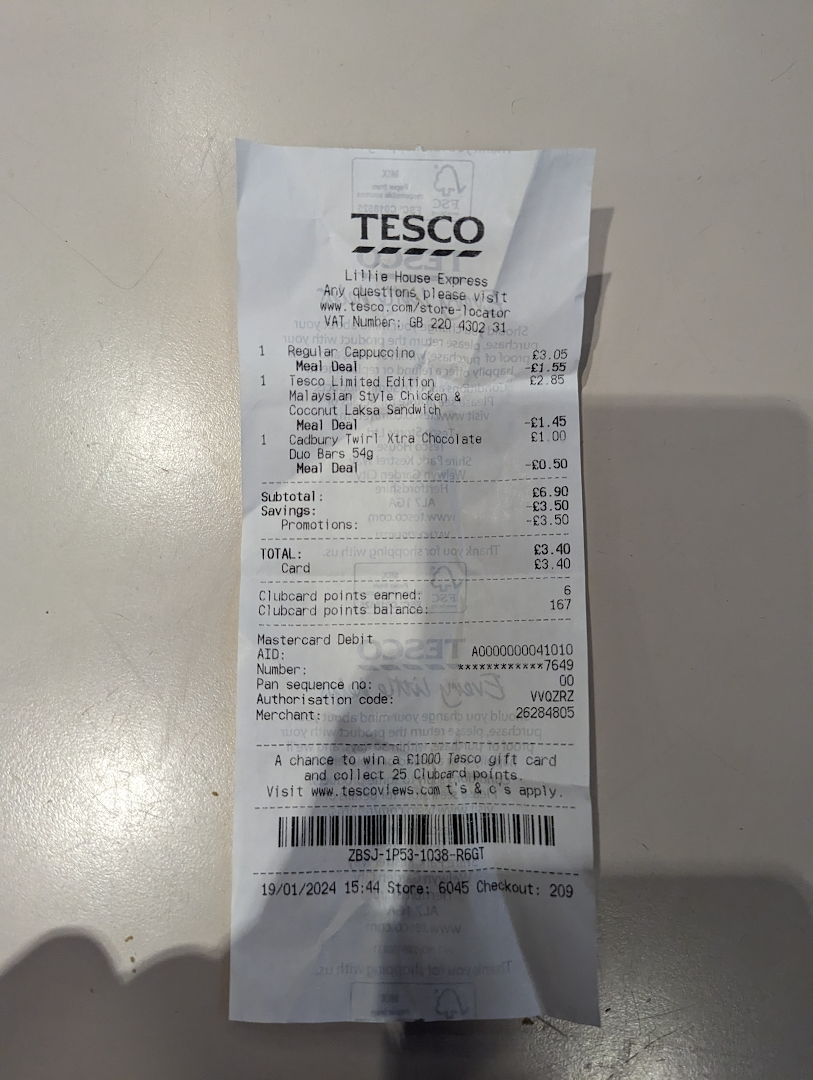 TESCO
Lillie House Express
Any questions please visit
www.tesco.com/store-locator
VAT Number: GB 220 4302 31
1 Regular Cappuccino £3.05
Meal Deal -£1.55
1 Tesco Limited Edition £2.85
Malaysian Style Chicken &
Coconut Laksa Sandwich
Meal Deal -£1.45
1 Cadbury Twirl Xtra Chocolate £1.00
Duo Bars 54g
Meal Deal -£0.50
Subtotal: £6.90
Savings: -£3.50
Promotions: -£3.50
TOTAL: £3.40
Card £3.40
Clubcard points earned: 6
Clubcard points balance: 167
Mastercard Debit
AID: A0000000041010
Number: ************7649
Pan sequence no: 00
Authorisation code: VVQZRZ
Merchant: 26284805
A chance to win a £1000 Tesco gift card
and collect 25 Clubcard points.
Visit www.tescoviews.com t's & c's apply.
ZBSJ-1P53-1038-R6GT
19/01/2024 15:44 Store: 6045 Checkout: 209